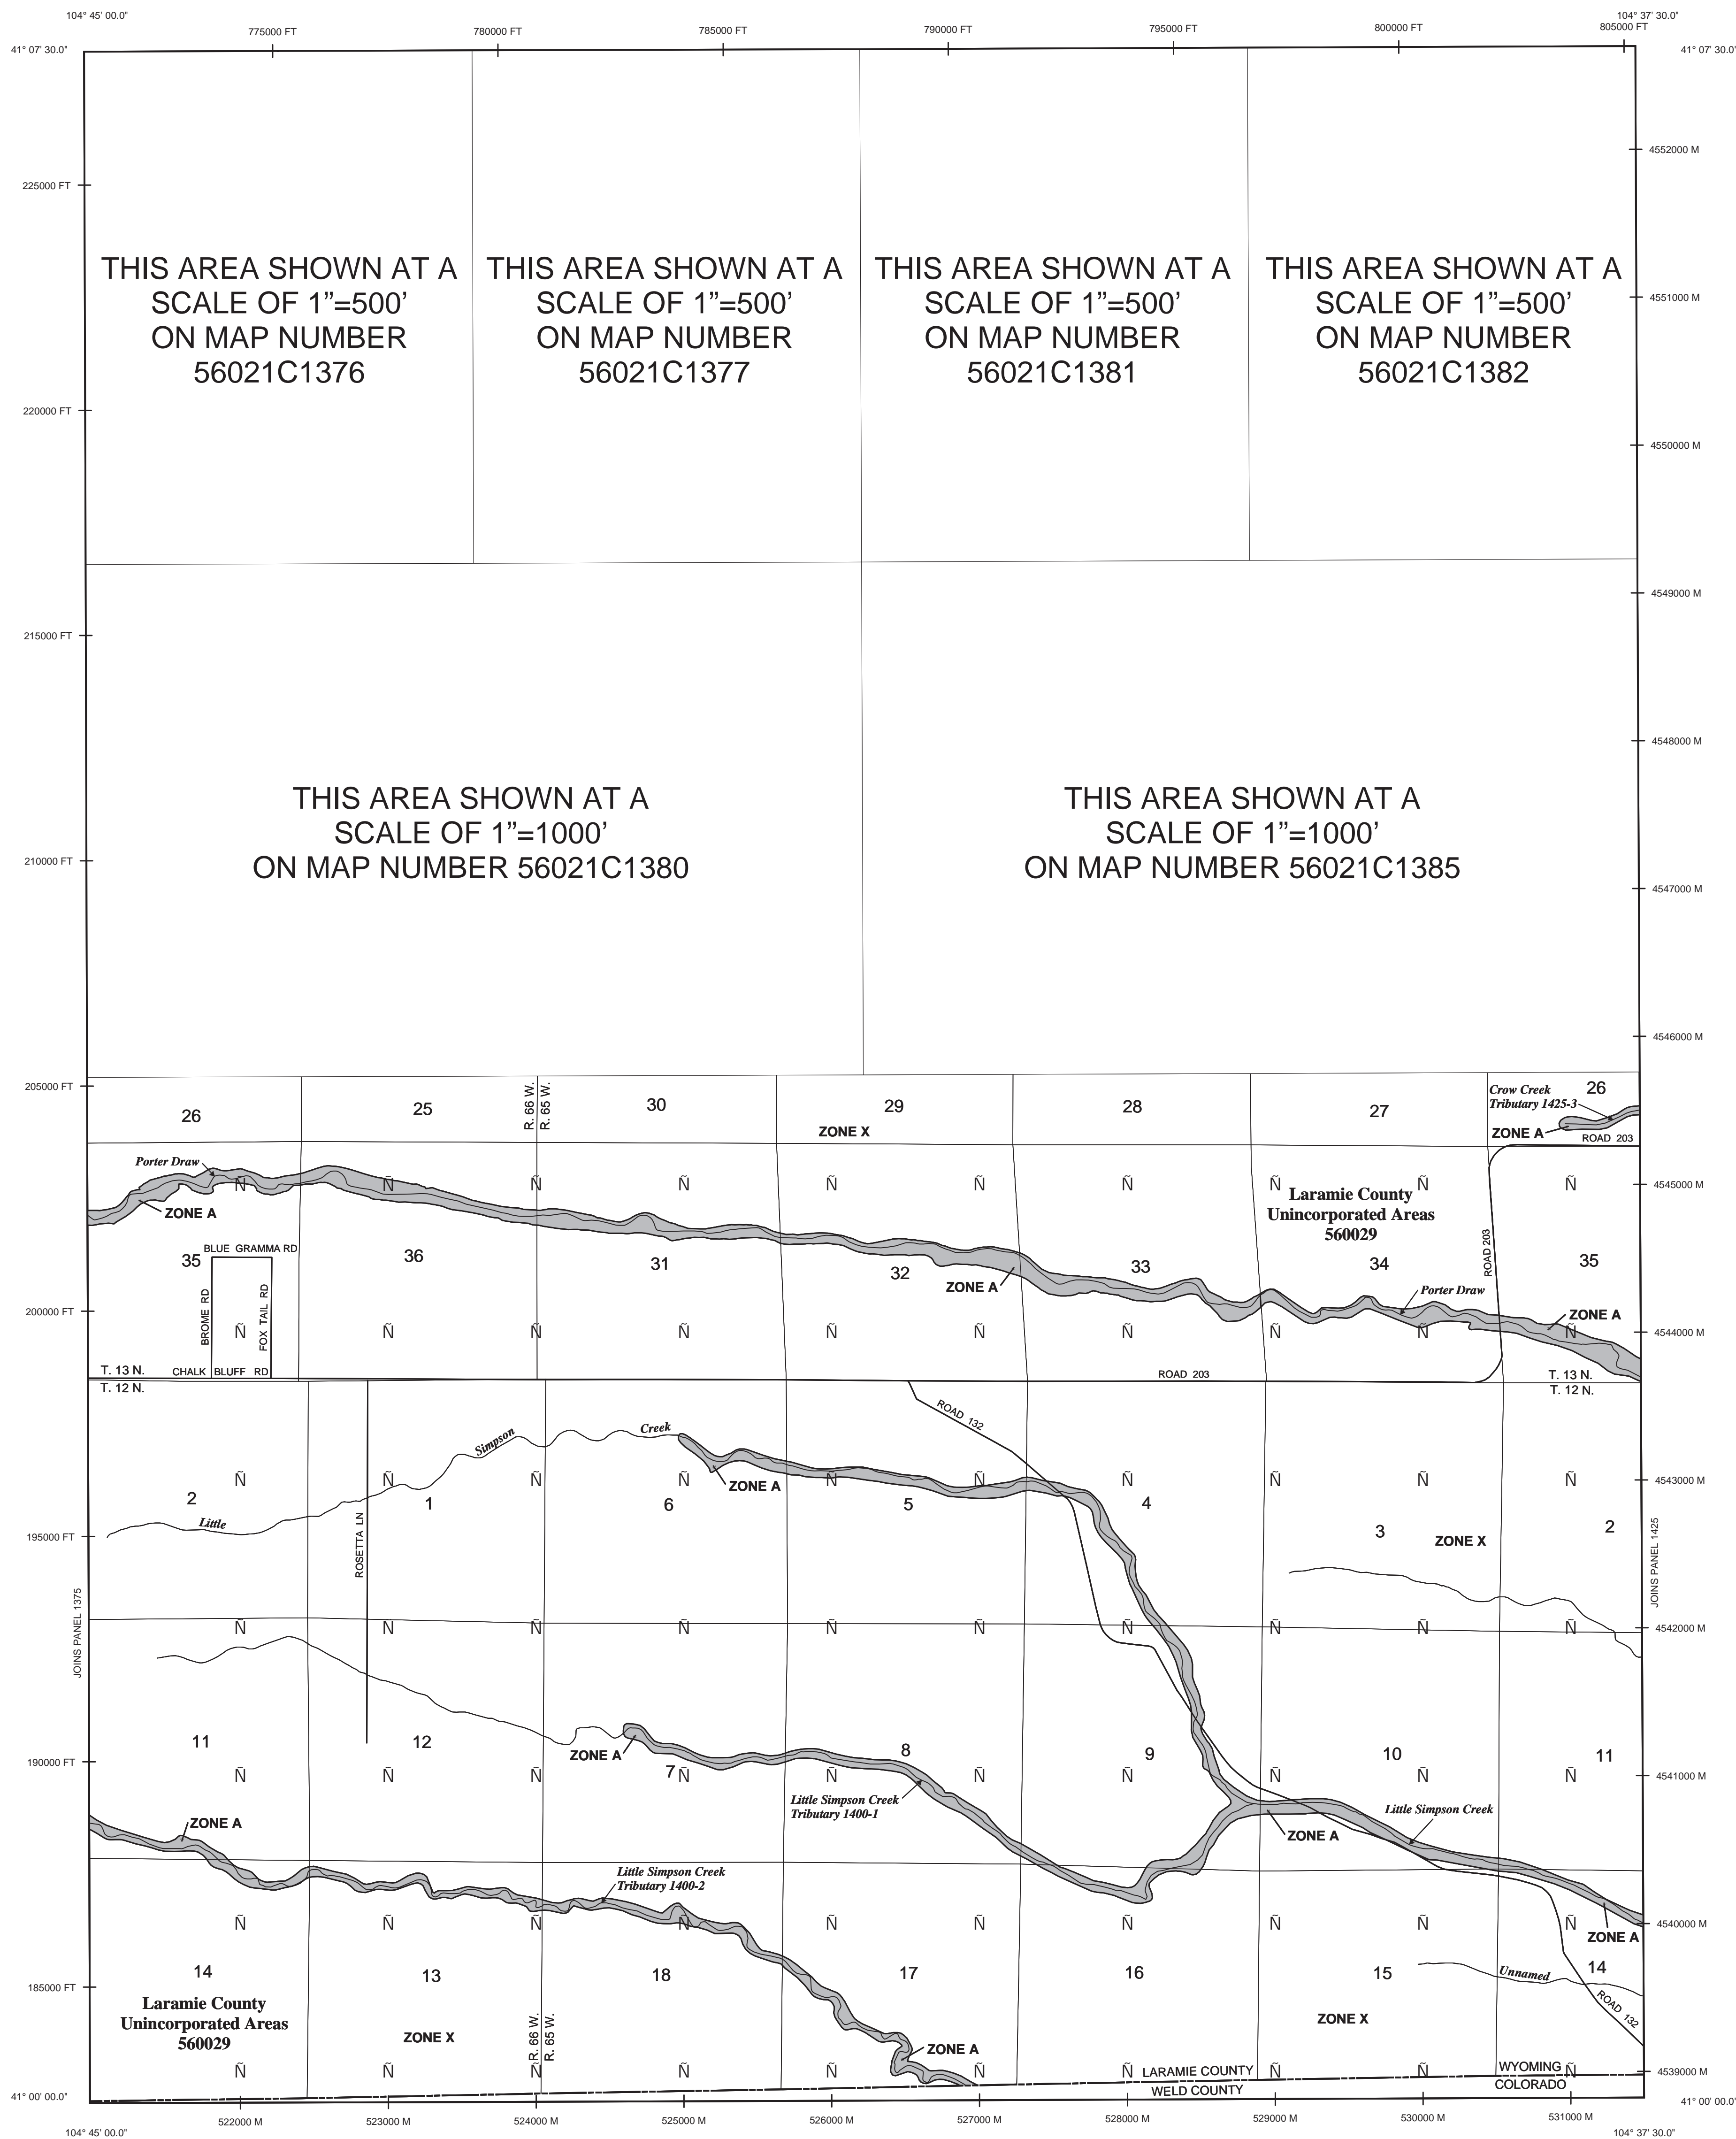 104° 45' 00.0"
104° 37' 30.0"
775000 FT
780000 FT
785000 FT
790000 FT
795000 FT
800000 FT
805000 FT
41° 07' 30.0"
41° 07' 30.0"
4552000 M
225000 FT
THIS AREA SHOWN AT A
SCALE OF 1”=500’
ON MAP NUMBER
56021C1376
THIS AREA SHOWN AT A
SCALE OF 1”=500’
ON MAP NUMBER
56021C1377
THIS AREA SHOWN AT A
SCALE OF 1”=500’
ON MAP NUMBER
56021C1381
THIS AREA SHOWN AT A
SCALE OF 1”=500’
ON MAP NUMBER
56021C1382
4551000 M
220000 FT
4550000 M
4549000 M
215000 FT
4548000 M
THIS AREA SHOWN AT A
SCALE OF 1”=1000’
ON MAP NUMBER 56021C1380
THIS AREA SHOWN AT A
SCALE OF 1”=1000’
ON MAP NUMBER 56021C1385
210000 FT
4547000 M
4546000 M
205000 FT
26
25
R. 66 W.
R. 65 W.
30
29
28
27
26
Crow Creek
Tributary 1425-3
ZONE X
ZONE A
ROAD 203
Porter Draw
Ñ Ñ Ñ Ñ Ñ Ñ Ñ Ñ Ñ Ñ
4545000 M
ZONE A
Laramie County
Unincorporated Areas
560029
ROAD 203
35
BLUE GRAMMA RD
36
31
32
33
34
35
ZONE A
BROME RD
FOX TAIL RD
Porter Draw
ZONE A
200000 FT
Ñ Ñ Ñ Ñ Ñ Ñ Ñ Ñ Ñ Ñ
4544000 M
T. 13 N.
CHALK BLUFF RD
ROAD 203
T. 13 N.
T. 12 N.
T. 12 N.
ROAD 132
Simpson
Creek
Ñ Ñ Ñ Ñ Ñ Ñ Ñ Ñ Ñ Ñ
4543000 M
ZONE A
2
1
6
5
4
3
2
Little
ROSETTA LN
195000 FT
ZONE X
JOINS PANEL 1375
JOINS PANEL 1425
Ñ Ñ Ñ Ñ Ñ Ñ Ñ Ñ Ñ Ñ
4542000 M
11
12
7
8
9
10
11
ZONE A
190000 FT
Ñ Ñ Ñ Ñ Ñ Ñ Ñ Ñ Ñ Ñ
4541000 M
Little Simpson Creek
Tributary 1400-1
Little Simpson Creek
ZONE A
ZONE A
Little Simpson Creek
Tributary 1400-2
Ñ Ñ Ñ Ñ Ñ Ñ Ñ Ñ Ñ Ñ
4540000 M
ZONE A
14
13
18
17
16
15
Unnamed
14
185000 FT
Laramie County
Unincorporated Areas
560029
ZONE X
R. 66 W.
R. 65 W.
ZONE X
ROAD 132
ZONE A
Ñ Ñ Ñ Ñ Ñ Ñ Ñ Ñ Ñ Ñ
4539000 M
LARAMIE COUNTY
WYOMING
WELD COUNTY
COLORADO
41° 00' 00.0"
41° 00' 00.0"
522000 M
523000 M
524000 M
525000 M
526000 M
527000 M
528000 M
529000 M
530000 M
531000 M
104° 45' 00.0"
104° 37' 30.0"